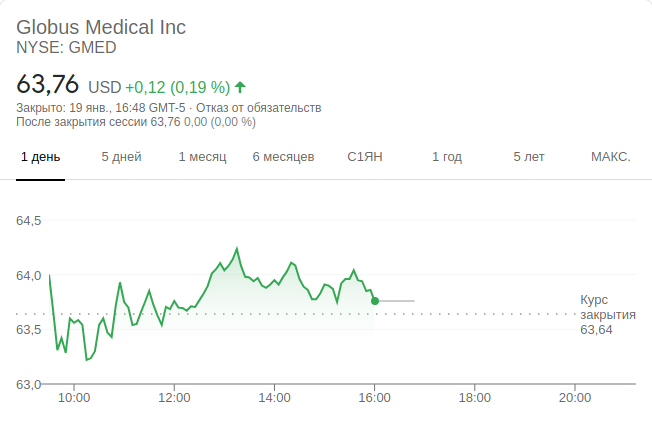 Globus Medical Inc
NYSE: GMED
63,76 USD +0,12 (0,19 %)
Закрыто: 19 янв., 16:48 GMT-5 · Отказ от обязательств
После закрытия сессии 63,76 0,00 (0,00 %)
1 день 5 дней 1 месяц 6 месяцев С1ЯН 1 год 5 лет МАКС.
64,5
64,0
Курс
закрытия
63,5
63,64
63,0
10:00 12:00 14:00 16:00 18:00 20:00